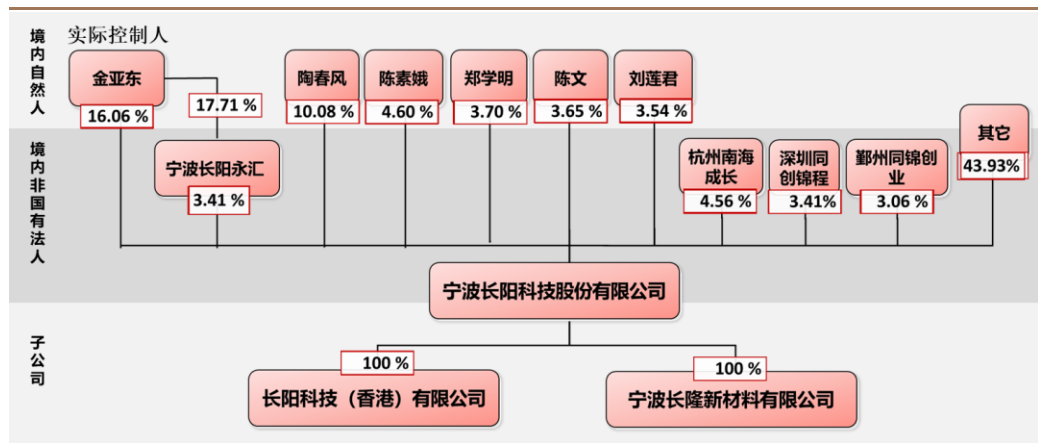 境内自然人
实际控制人
金亚东
16.06 %
17.71 %
陶春风
10.08 %
陈素娥
4.60 %
郑学明
3.70 %
陈文
3.65 %
刘莲君
3.54 %
境内非国有法人
宁波长阳永汇
3.41 %
杭州南海
成长
4.56 %
深圳同
创锦程
3.41%
鄞州同锦创
业
3.06 %
其它
43.93%
宁波长阳科技股份有限公司
子公司
100 %
长阳科技（香港）有限公司
100 %
宁波长隆新材料有限公司